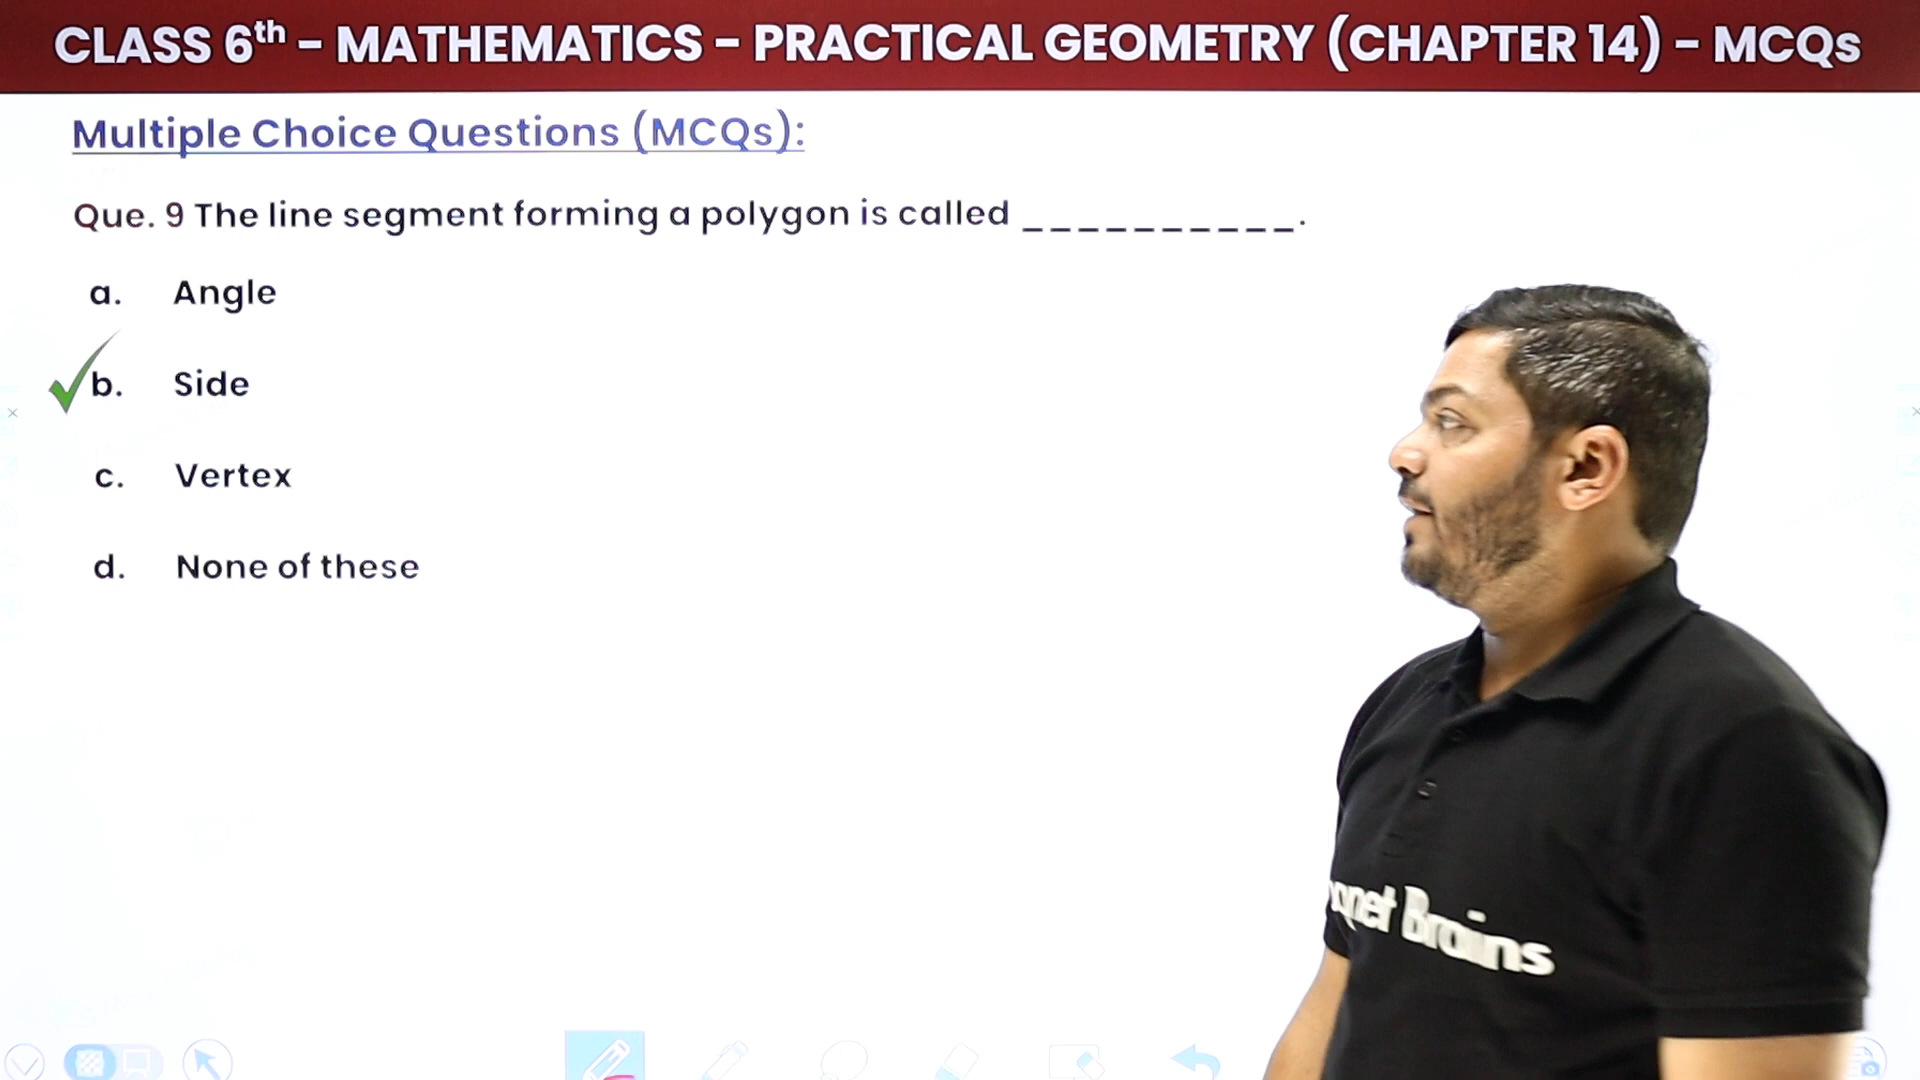 CLASS 6th – MATHEMATICS – PRACTICAL GEOMETRY (CHAPTER 14) – MCQs
Multiple Choice Questions (MCQs):
Que. 9 The line segment forming a polygon is called __________.
a. Angle
b. Side
c. Vertex
d. None of these
Brains